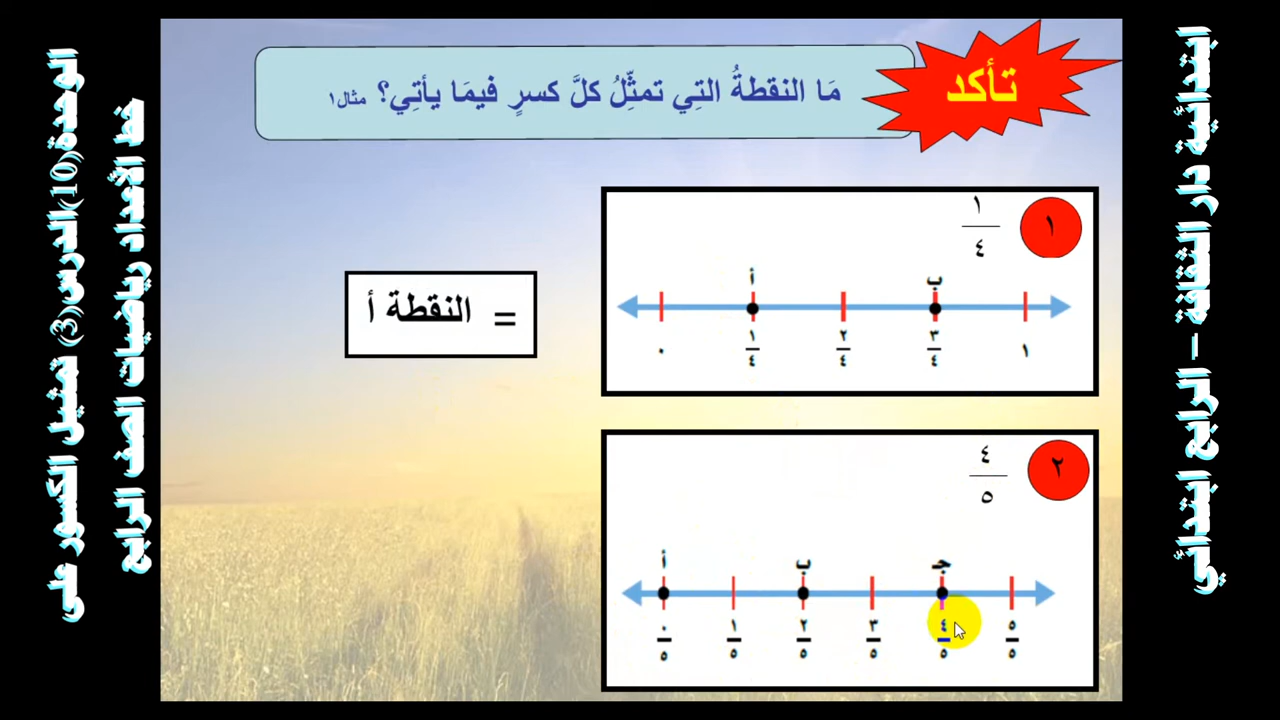 ابتدائية دار الثقافة – الرابع ابتدائي
تأكد
مَا النقطةُ التِي تمثِّلُ كلَّ كسرٍ فيمَا يأتِي؟ مثال١
١
١
٤
أ ب
٠ ١/٤ ٢/٤ ٣/٤ ١
= النقطة أ
٢
٤
٥
أ ب جـ
٠/٥ ١/٥ ٢/٥ ٣/٥ ٤/٥ ٥/٥
الوحدة(10)الدرس(3) تمثيل الكسور على
خط الأعداد رياضيات الصف الرابع